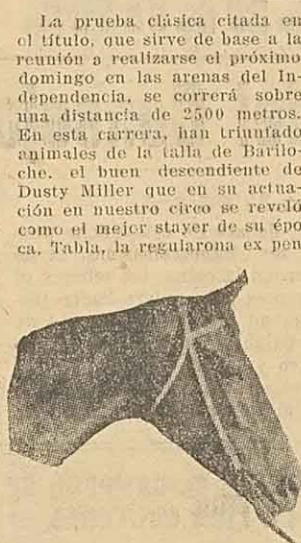 La prueba clásica citada en
el título, que sirve de base a la
reunión a realizarse el próximo
domingo en las arenas del In-
dependencia, se correrá sobre
una distancia de 2500 metros.
En esta carrera, han triunfado
animales de la talla de Barilo-
che, el buen descendiente de
Dusty Miller que en su actua-
ción en nuestro circo se reveló
como el mejor stayer de su épo
ca, Tabla, la regularona ex pen